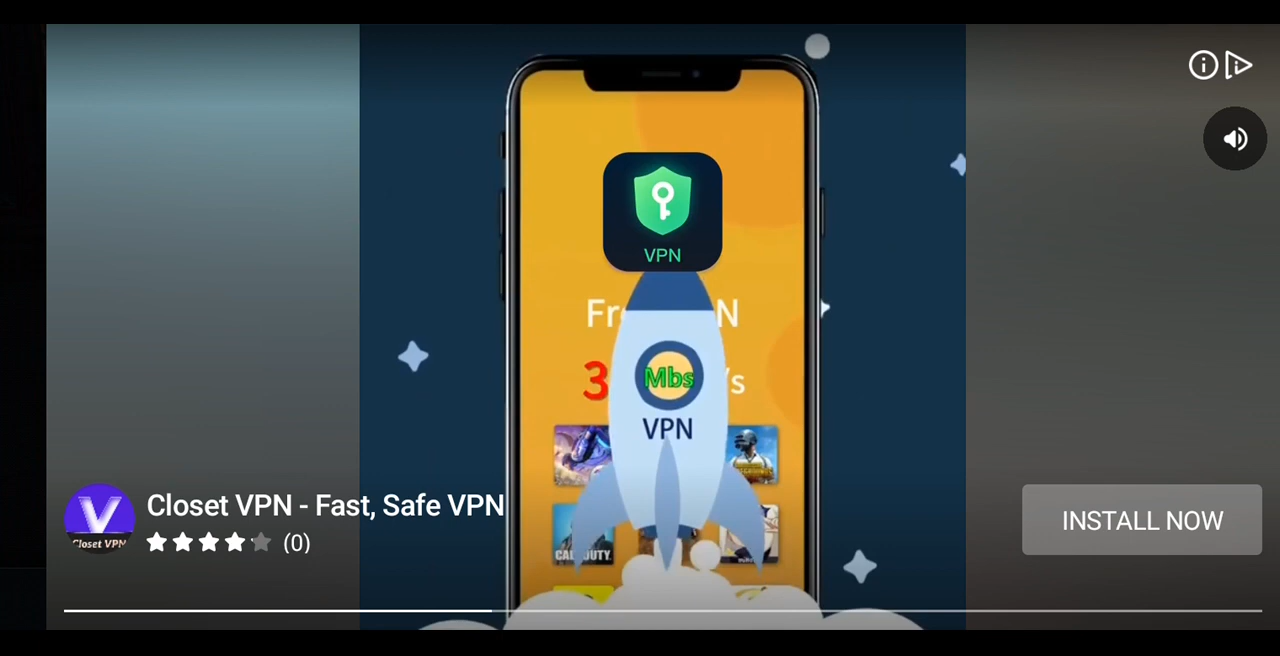 VPN
Fr N
3 /s
Mbs
VPN
CALL DUTY
Closet VPN - Fast, Safe VPN
Closet VPN
(0)
INSTALL NOW